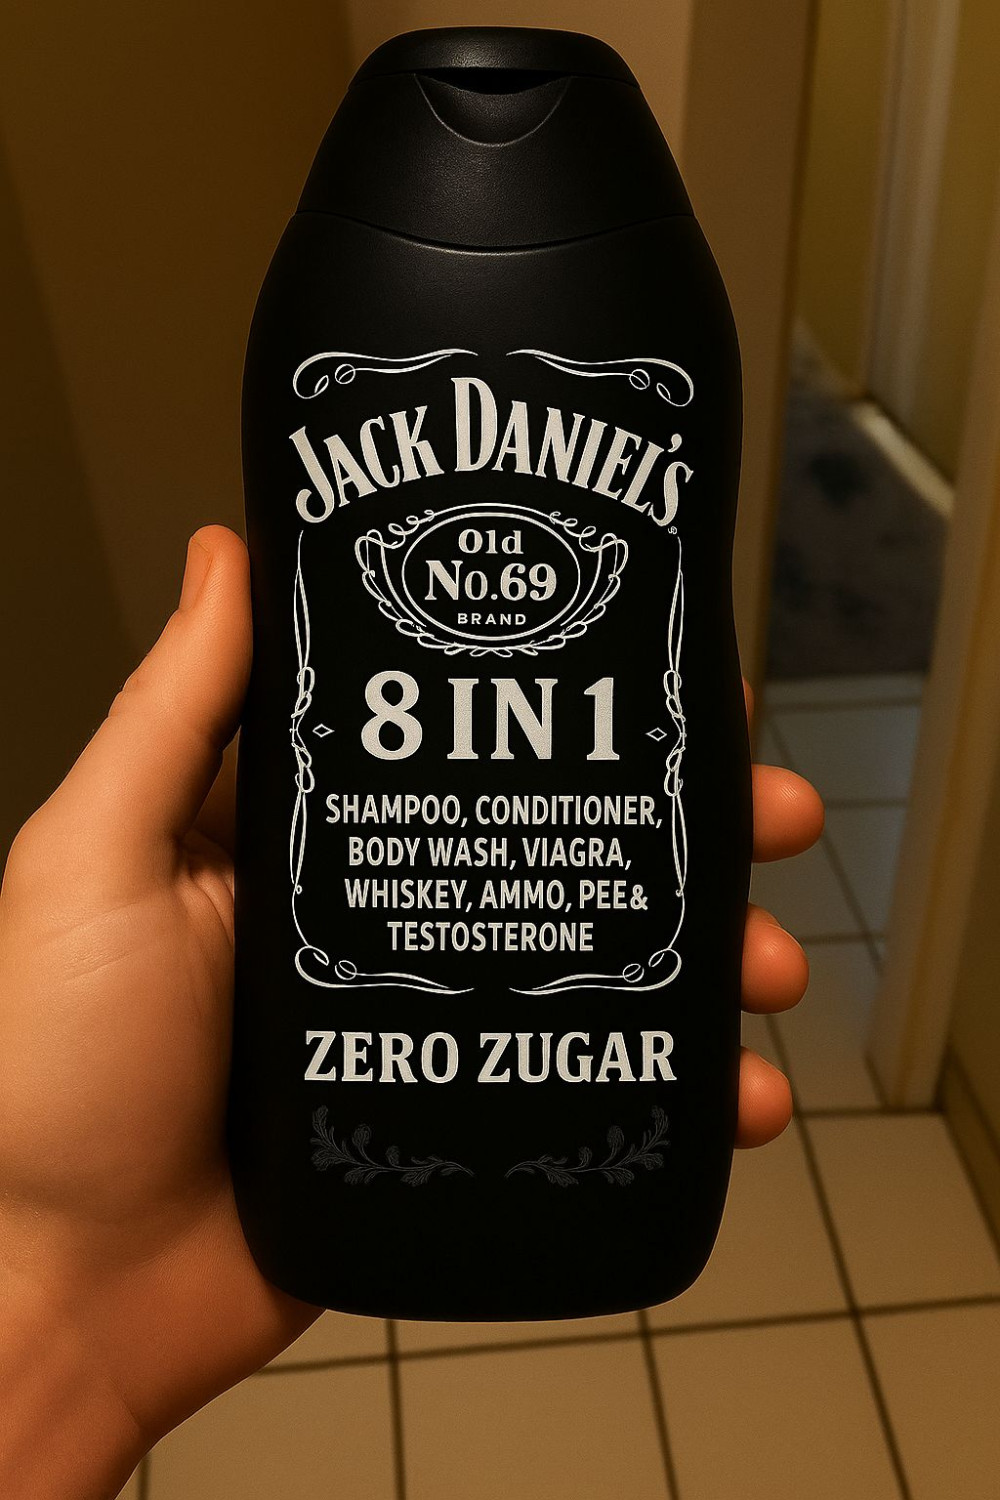 JACK DANIEL'S®
Old
No.69
BRAND
8 IN 1
SHAMPOO, CONDITIONER,
BODY WASH, VIAGRA,
WHISKEY, AMMO, PEE&
TESTOSTERONE
ZERO ZUGAR